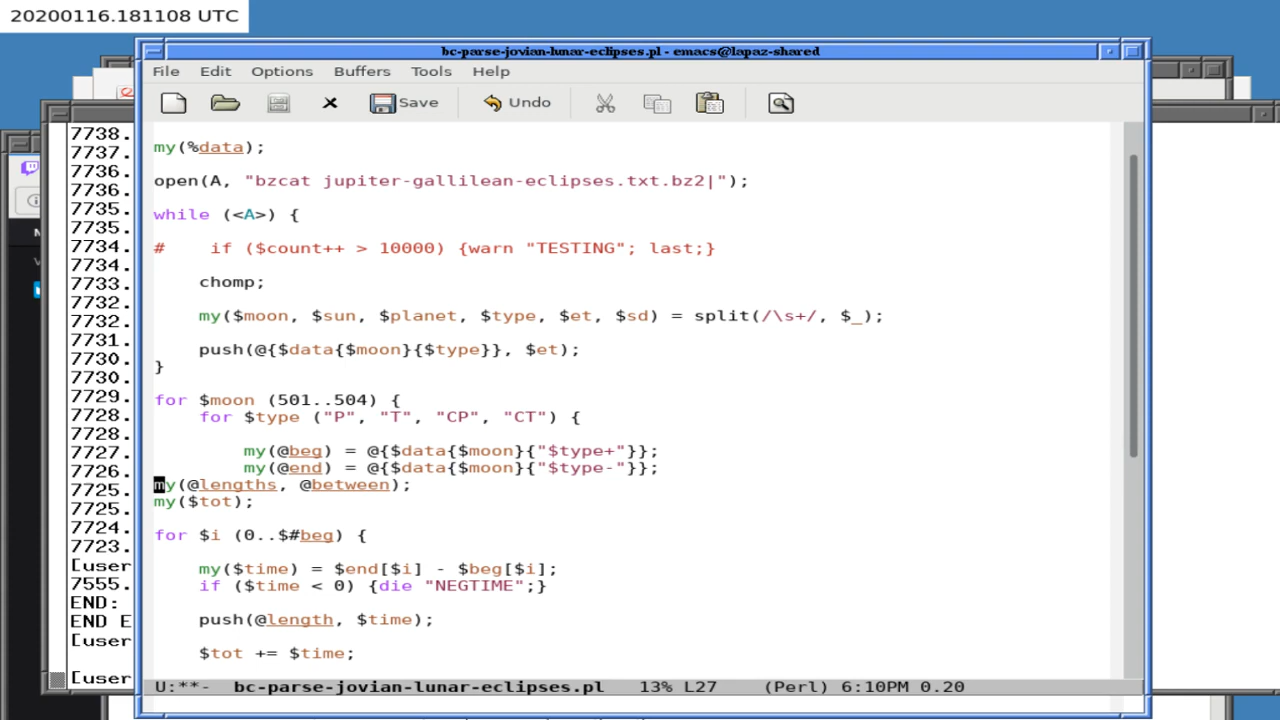 20200116.181108 UTC
bc-parse-jovian-lunar-eclipses.pl - emacs@lapaz-shared
File Edit Options Buffers Tools Help
Save Undo
my(%data);
open(A, "bzcat jupiter-gallilean-eclipses.txt.bz2|");
while (<A>) {
#    if ($count++ > 10000) {warn "TESTING"; last;}
chomp;
my($moon, $sun, $planet, $type, $et, $sd) = split(/\s+/, $_);
push(@{$data{$moon}{$type}}, $et);
}
for $moon (501..504) {
for $type ("P", "T", "CP", "CT") {
my(@beg) = @{$data{$moon}{"$type+"}};
my(@end) = @{$data{$moon}{"$type-"}};
my(@lengths, @between);
my($tot);
for $i (0..$#beg) {
my($time) = $end[$i] - $beg[$i];
if ($time < 0) {die "NEGTIME";}
push(@length, $time);
$tot += $time;
U:**-  bc-parse-jovian-lunar-eclipses.pl   13% L27    (Perl) 6:10PM 0.20
7738.
7737.
7736.
7736.
7735.
7735.
7734.
7734.
7733.
7732.
7732.
7731.
7730.
7730.
7729.
7728.
7728.
7727.
7726.
7725.
7725.
7724.
7723.
[user
7555.
END:
END E
[user
[user